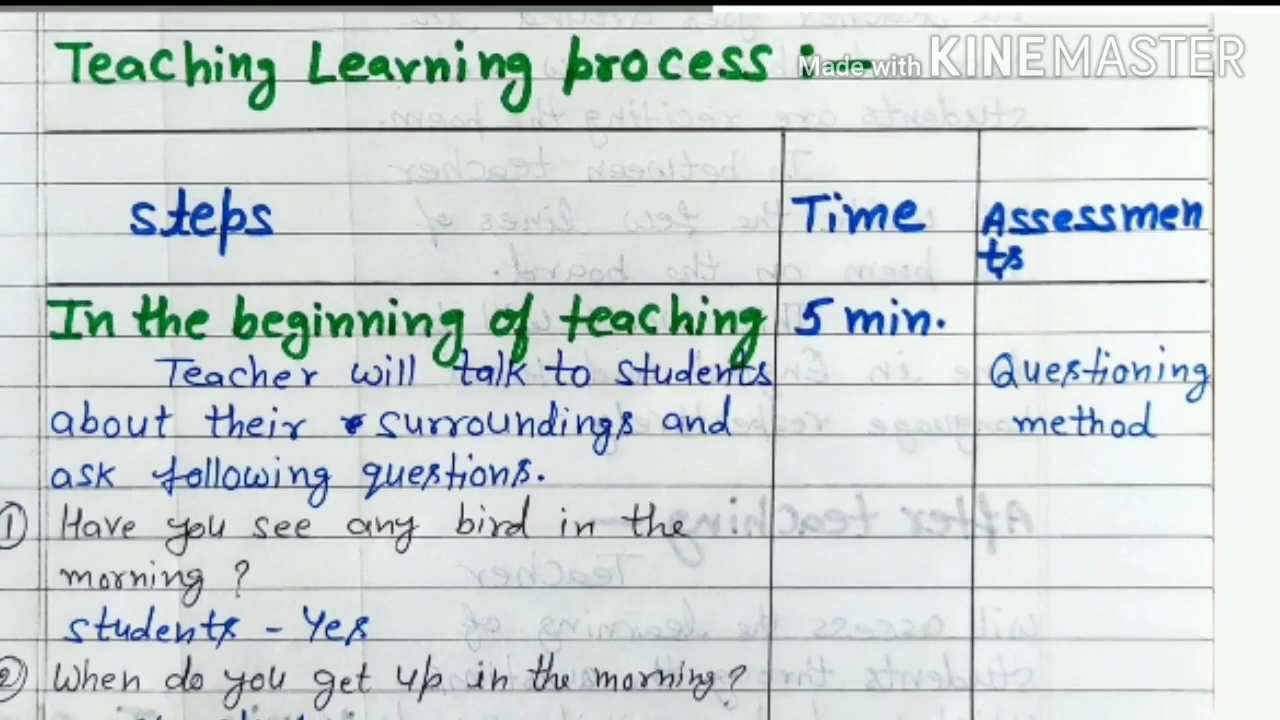 Teaching Learning process :-
Made with KINEMASTER
steps Time Assessmen
ts
In the beginning of teaching 5 min.
Teacher will talk to students Questioning
about their surroundings and method
ask following questions.
① Have you see any bird in the
morning ?
students - Yes
② When do you get up in the morning?